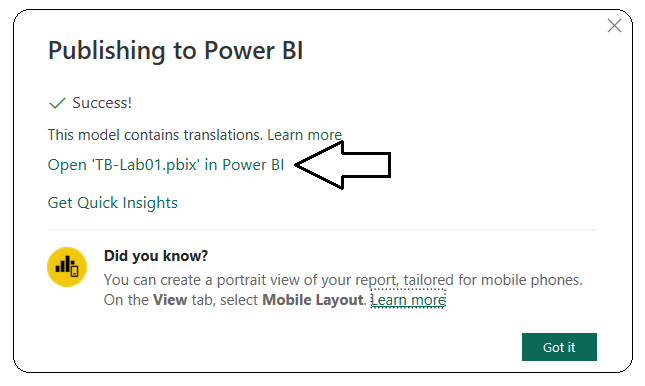 Publishing to Power BI
Success!
This model contains translations. Learn more
Open 'TB-Lab01.pbix' in Power BI
Get Quick Insights
Did you know?
You can create a portrait view of your report, tailored for mobile phones.
On the View tab, select Mobile Layout. Learn more
Got it